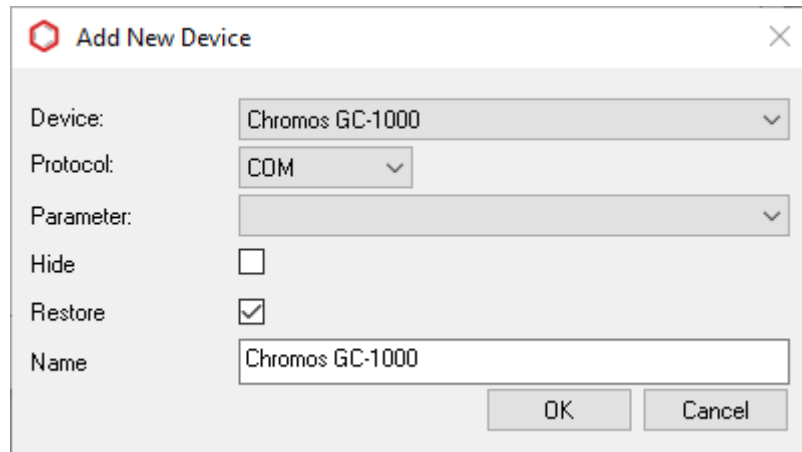 Add New Device
Device: Chromos GC-1000
Protocol: COM
Parameter:
Hide
Restore
Name Chromos GC-1000
OK Cancel